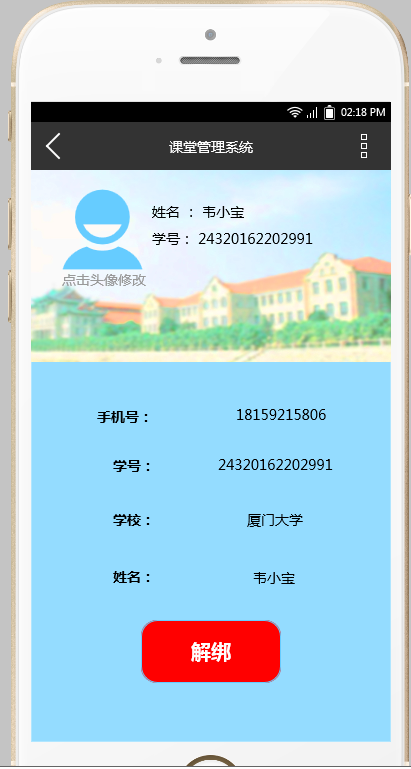 02:18 PM
课堂管理系统
姓名 ： 韦小宝
学号： 24320162202991
点击头像修改
手机号： 18159215806
学号： 24320162202991
学校： 厦门大学
姓名： 韦小宝
解绑